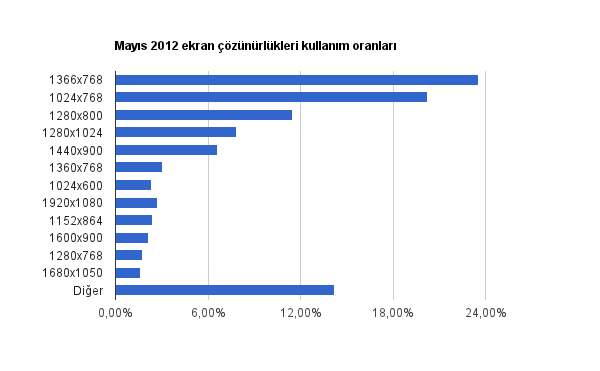 Mayıs 2012 ekran çözünürlükleri kullanım oranları
1366x768
1024x768
1280x800
1280x1024
1440x900
1360x768
1024x600
1920x1080
1152x864
1600x900
1280x768
1680x1050
Diğer
0,00% 6,00% 12,00% 18,00% 24,00%